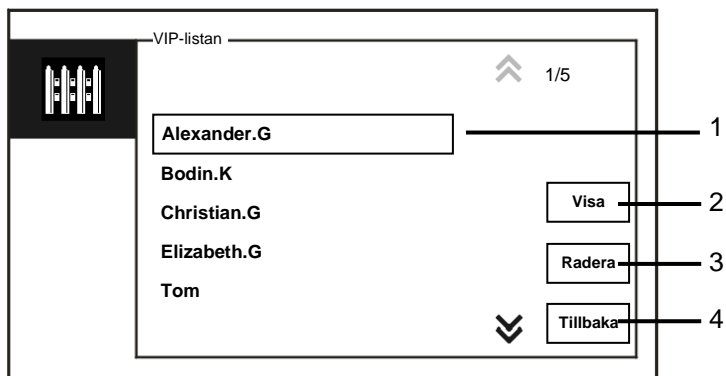 VIP-listan
1/5
Alexander.G
1
Bodin.K
Visa
2
Christian.G
Elizabeth.G
Radera
3
Tom
Tillbaka
4